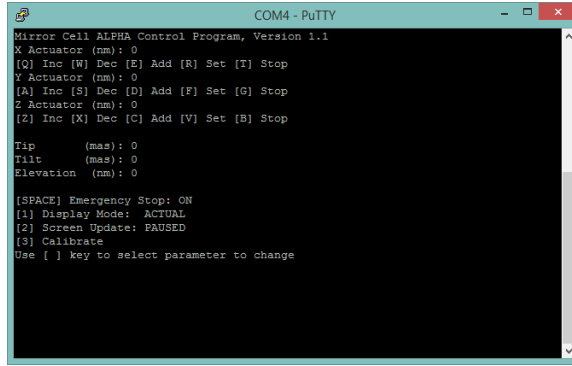 COM4 - PuTTY
Mirror Cell ALPHA Control Program, Version 1.1
X Actuator (nm): 0
[Q] Inc [W] Dec [E] Add [R] Set [T] Stop
Y Actuator (nm): 0
[A] Inc [S] Dec [D] Add [F] Set [G] Stop
Z Actuator (nm): 0
[Z] Inc [X] Dec [C] Add [V] Set [B] Stop
Tip (mas): 0
Tilt (mas): 0
Elevation (nm): 0
[SPACE] Emergency Stop: ON
[1] Display Mode: ACTUAL
[2] Screen Update: PAUSED
[3] Calibrate
Use [ ] key to select parameter to change